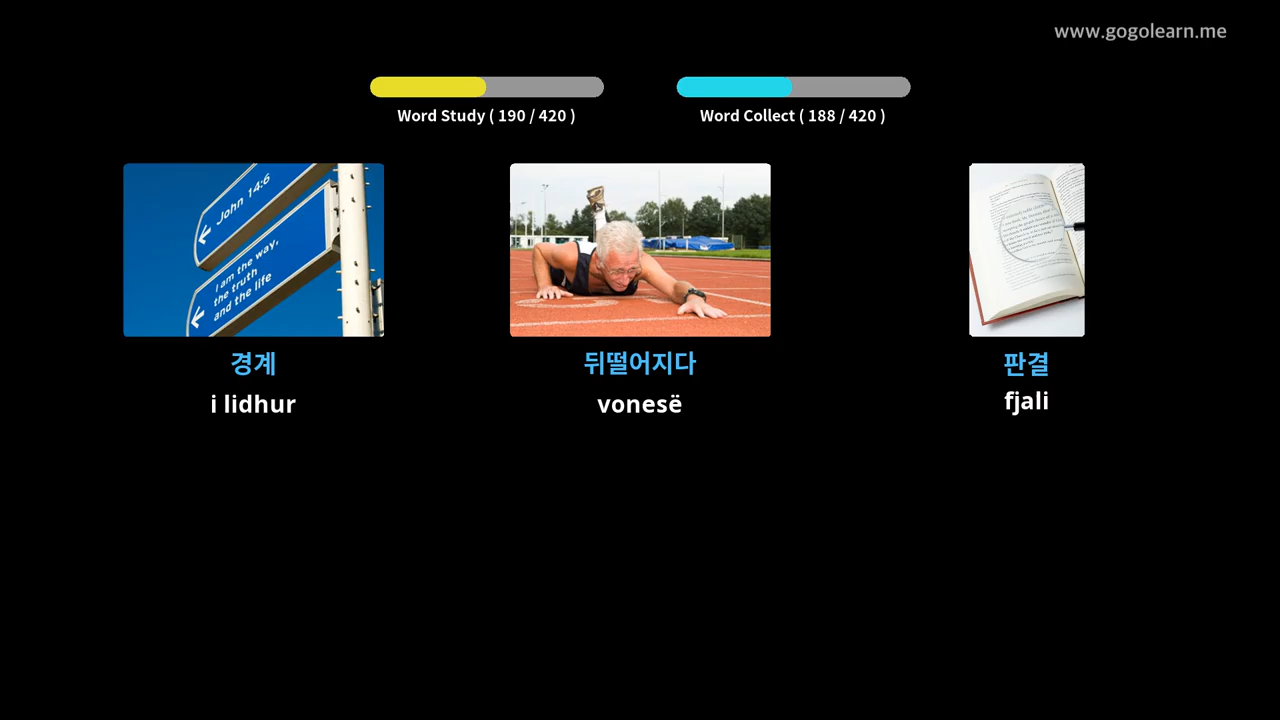 www.gogolearn.me
Word Study ( 190 / 420 )
Word Collect ( 188 / 420 )
John 14:6
I am the way,
the truth
and the life
경계
뒤떨어지다
판결
i lidhur
vonesë
fjali